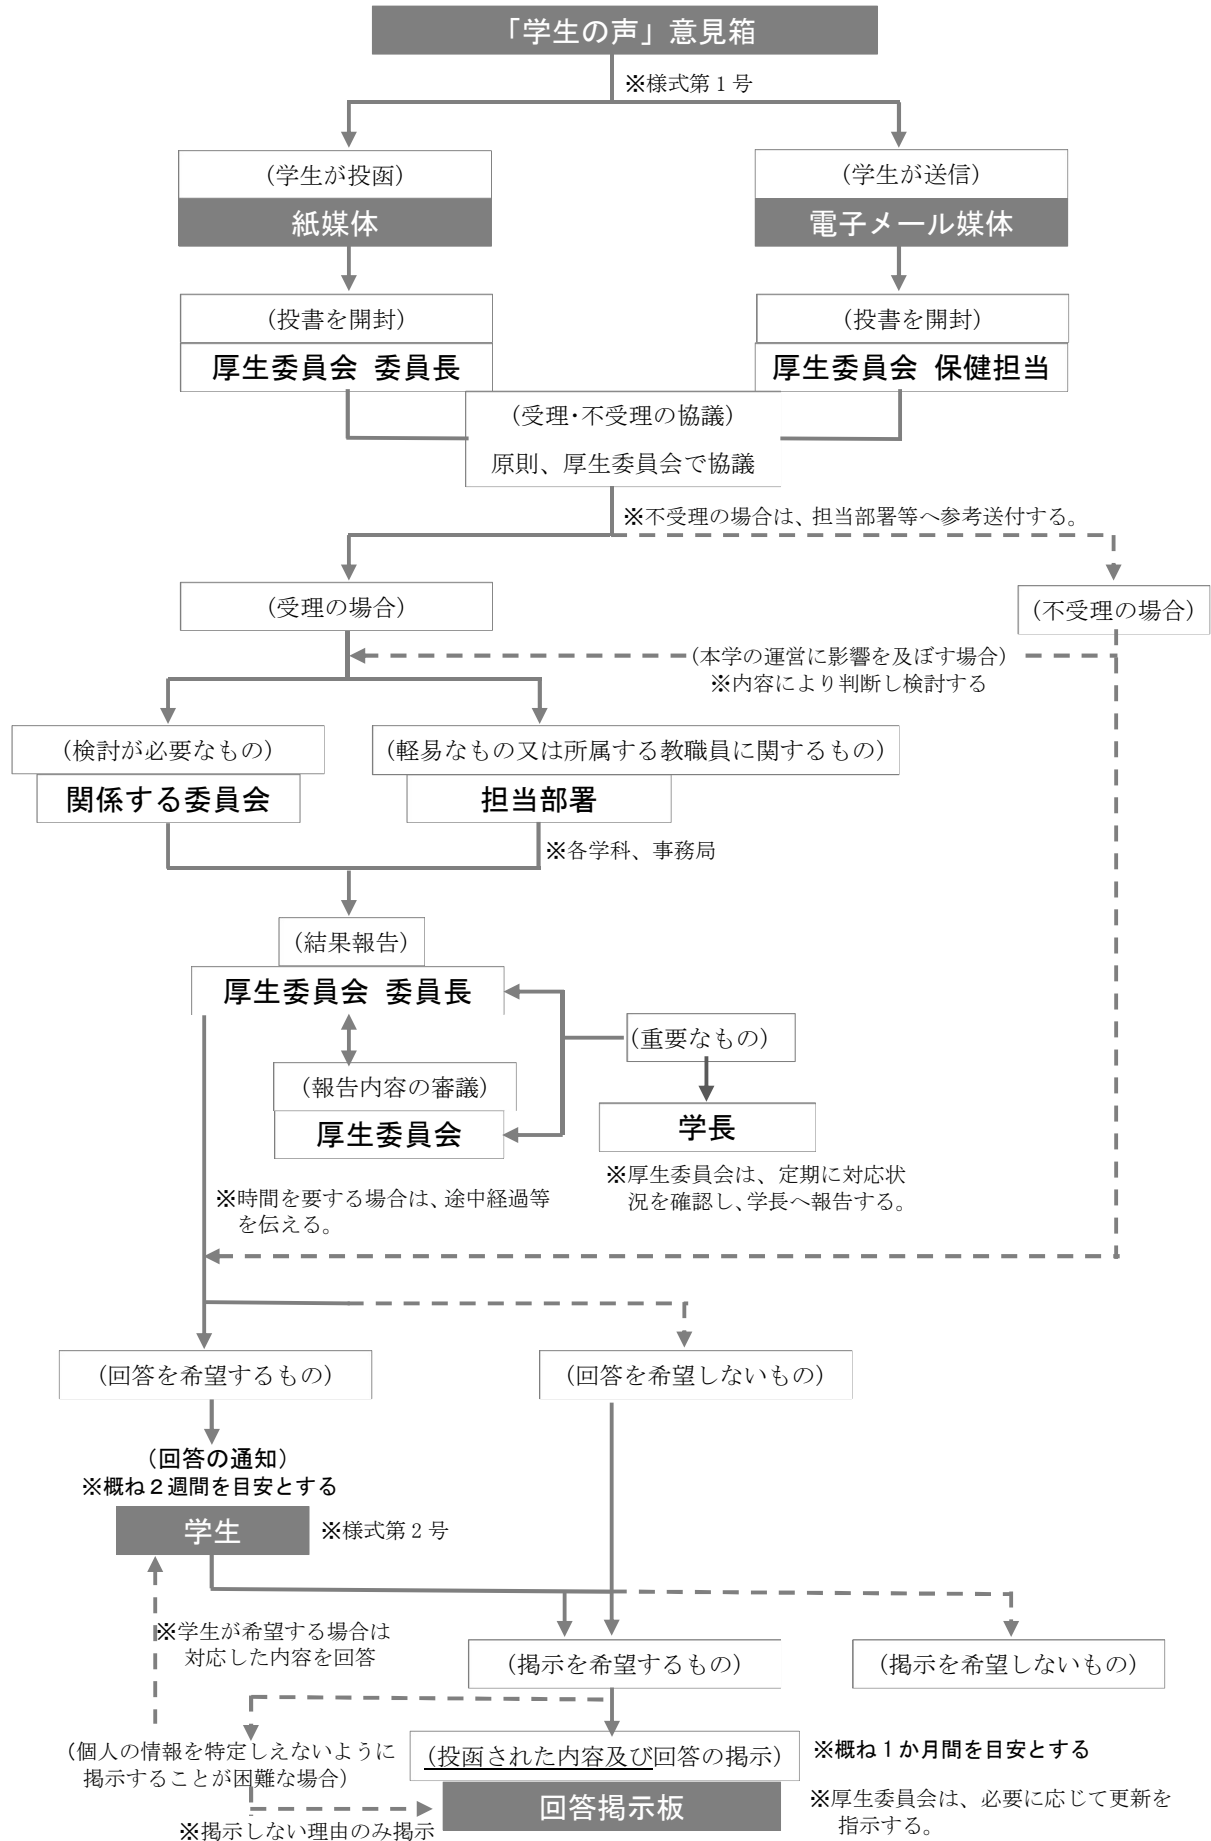 「学生の声」意見箱
※様式第1号
(学生が投函)
(学生が送信)
紙媒体
電子メール媒体
(投書を開封)
(投書を開封)
厚生委員会 委員長
厚生委員会 保健担当
(受理・不受理の協議)
原則、厚生委員会で協議
※不受理の場合は、担当部署等へ参考送付する。
(受理の場合)
(不受理の場合)
(本学の運営に影響を及ぼす場合)
※内容により判断し検討する
(検討が必要なもの)
(軽易なもの又は所属する教職員に関するもの)
関係する委員会
担当部署
※各学科、事務局
(結果報告)
厚生委員会 委員長
(重要なもの)
(報告内容の審議)
厚生委員会
学長
※厚生委員会は、定期に対応状
況を確認し、学長へ報告する。
※時間を要する場合は、途中経過等
を伝える。
(回答を希望するもの)
(回答を希望しないもの)
(回答の通知)
※概ね2週間を目安とする
学生
※様式第2号
※学生が希望する場合は
対応した内容を回答
(掲示を希望するもの)
(掲示を希望しないもの)
(個人の情報を特定しえないように
掲示することが困難な場合)
(投函された内容及び回答の掲示)
※概ね1か月間を目安とする
回答掲示板
※厚生委員会は、必要に応じて更新を
指示する。
※掲示しない理由のみ掲示